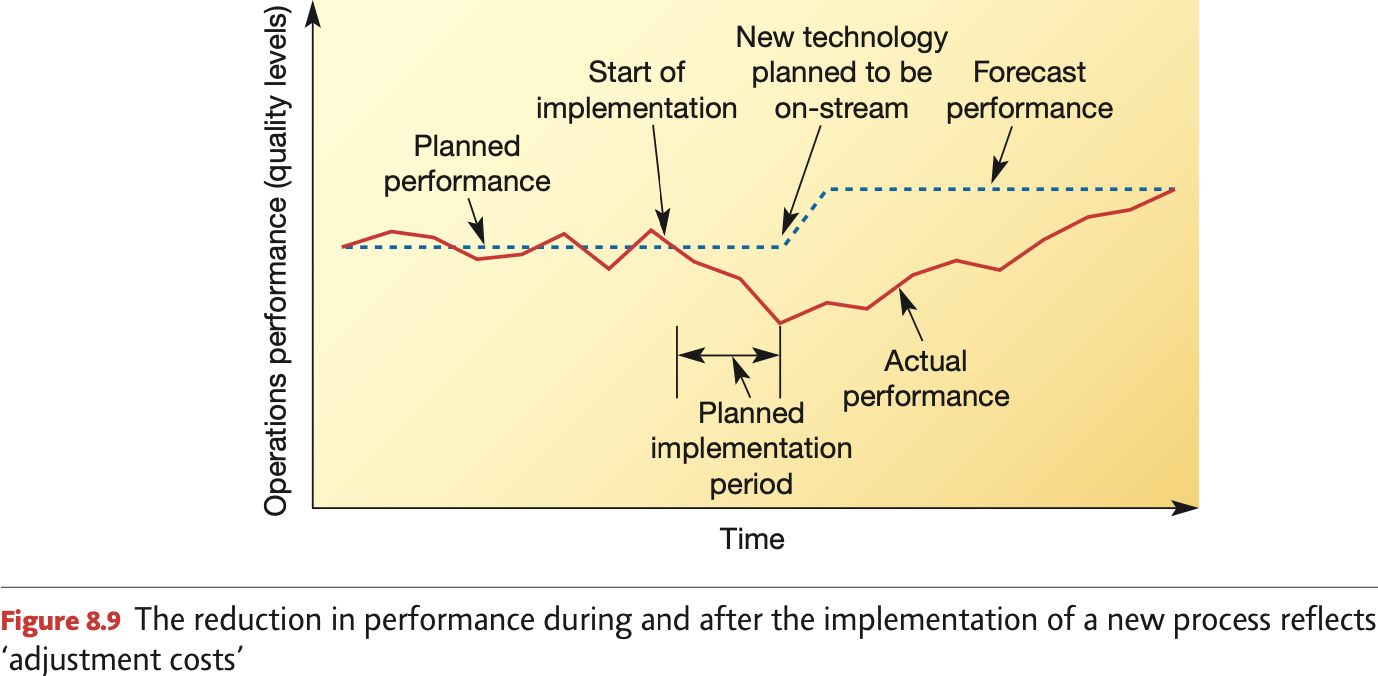 Operations performance (quality levels)
New technology
planned to be
on-stream
Start of
implementation
Forecast
performance
Planned
performance
Actual
performance
Planned
implementation
period
Time
Figure 8.9 The reduction in performance during and after the implementation of a new process reflects
‘adjustment costs’